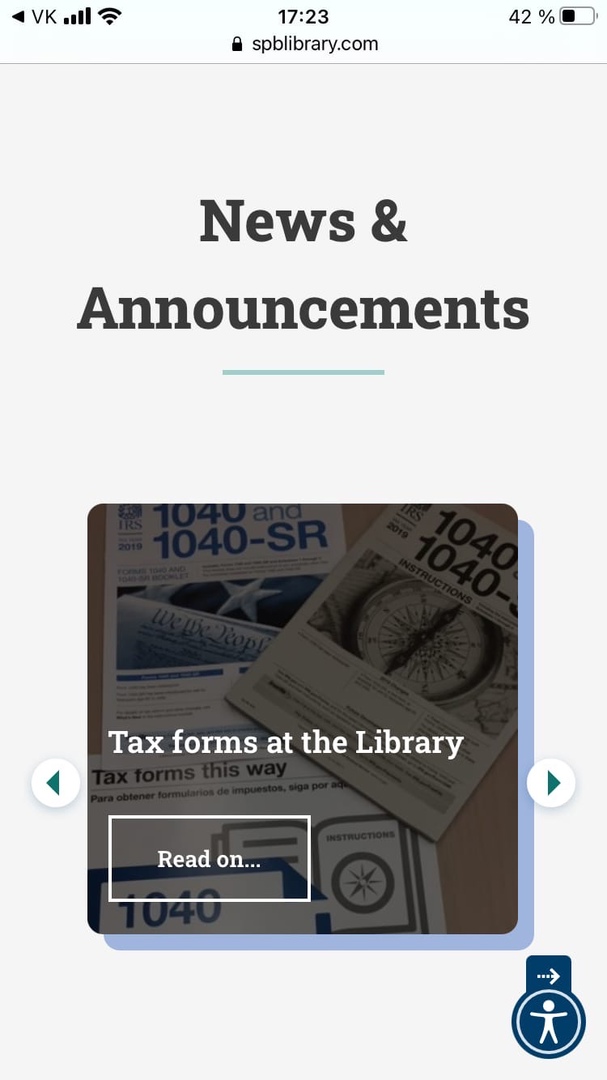 VK
17:23
42 %
spblibrary.com
News &
Announcements
IRS
2019
1040 and
1040-SR
FORMS 1040 AND
1040-SR BOOKLET
We the People
IRS
2019
1040
1040-S
INSTRUCTIONS
Tax forms at the Library
Tax forms this way
Para obtener formularios de impuestos, siga por aq
INSTRUCTIONS
Read on...
1040